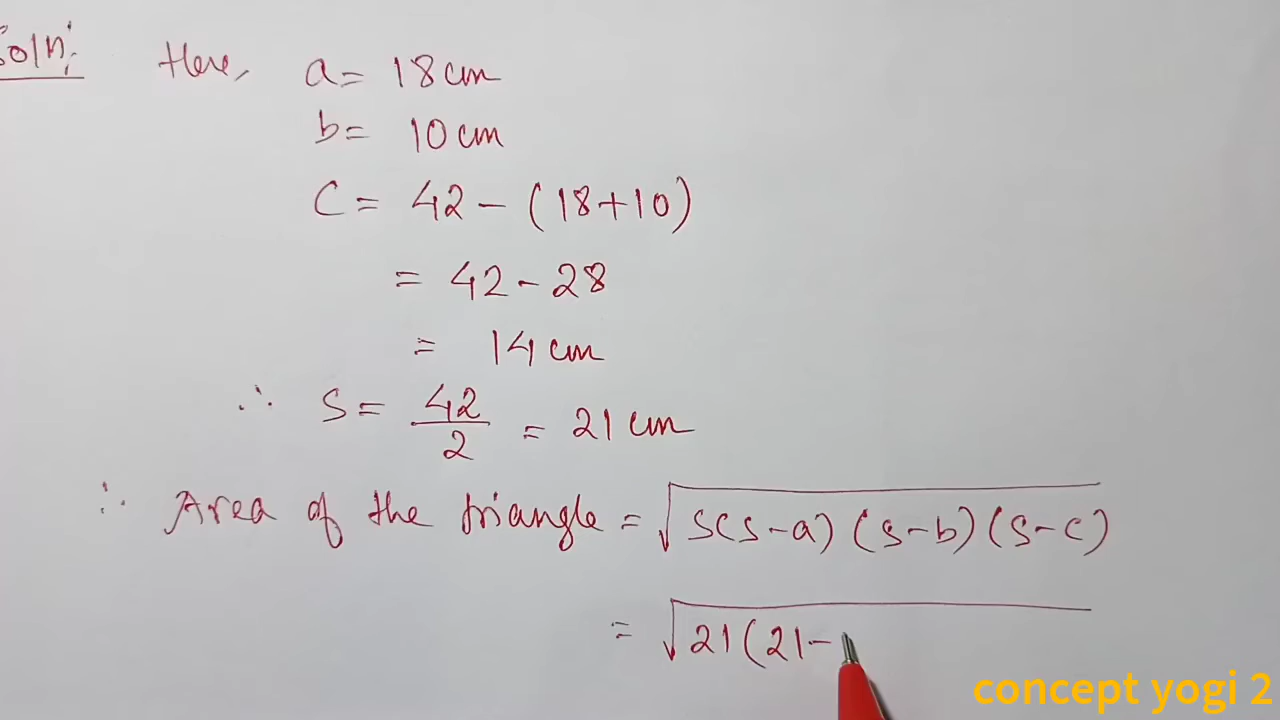 Soln; Here, a = 18 cm
b = 10 cm
C = 42 - (18+10)
= 42 - 28
= 14 cm
∴ S = 42/2 = 21 cm
∴ Area of the triangle = √s(s-a)(s-b)(s-c)
= √21(21-
concept yogi 2